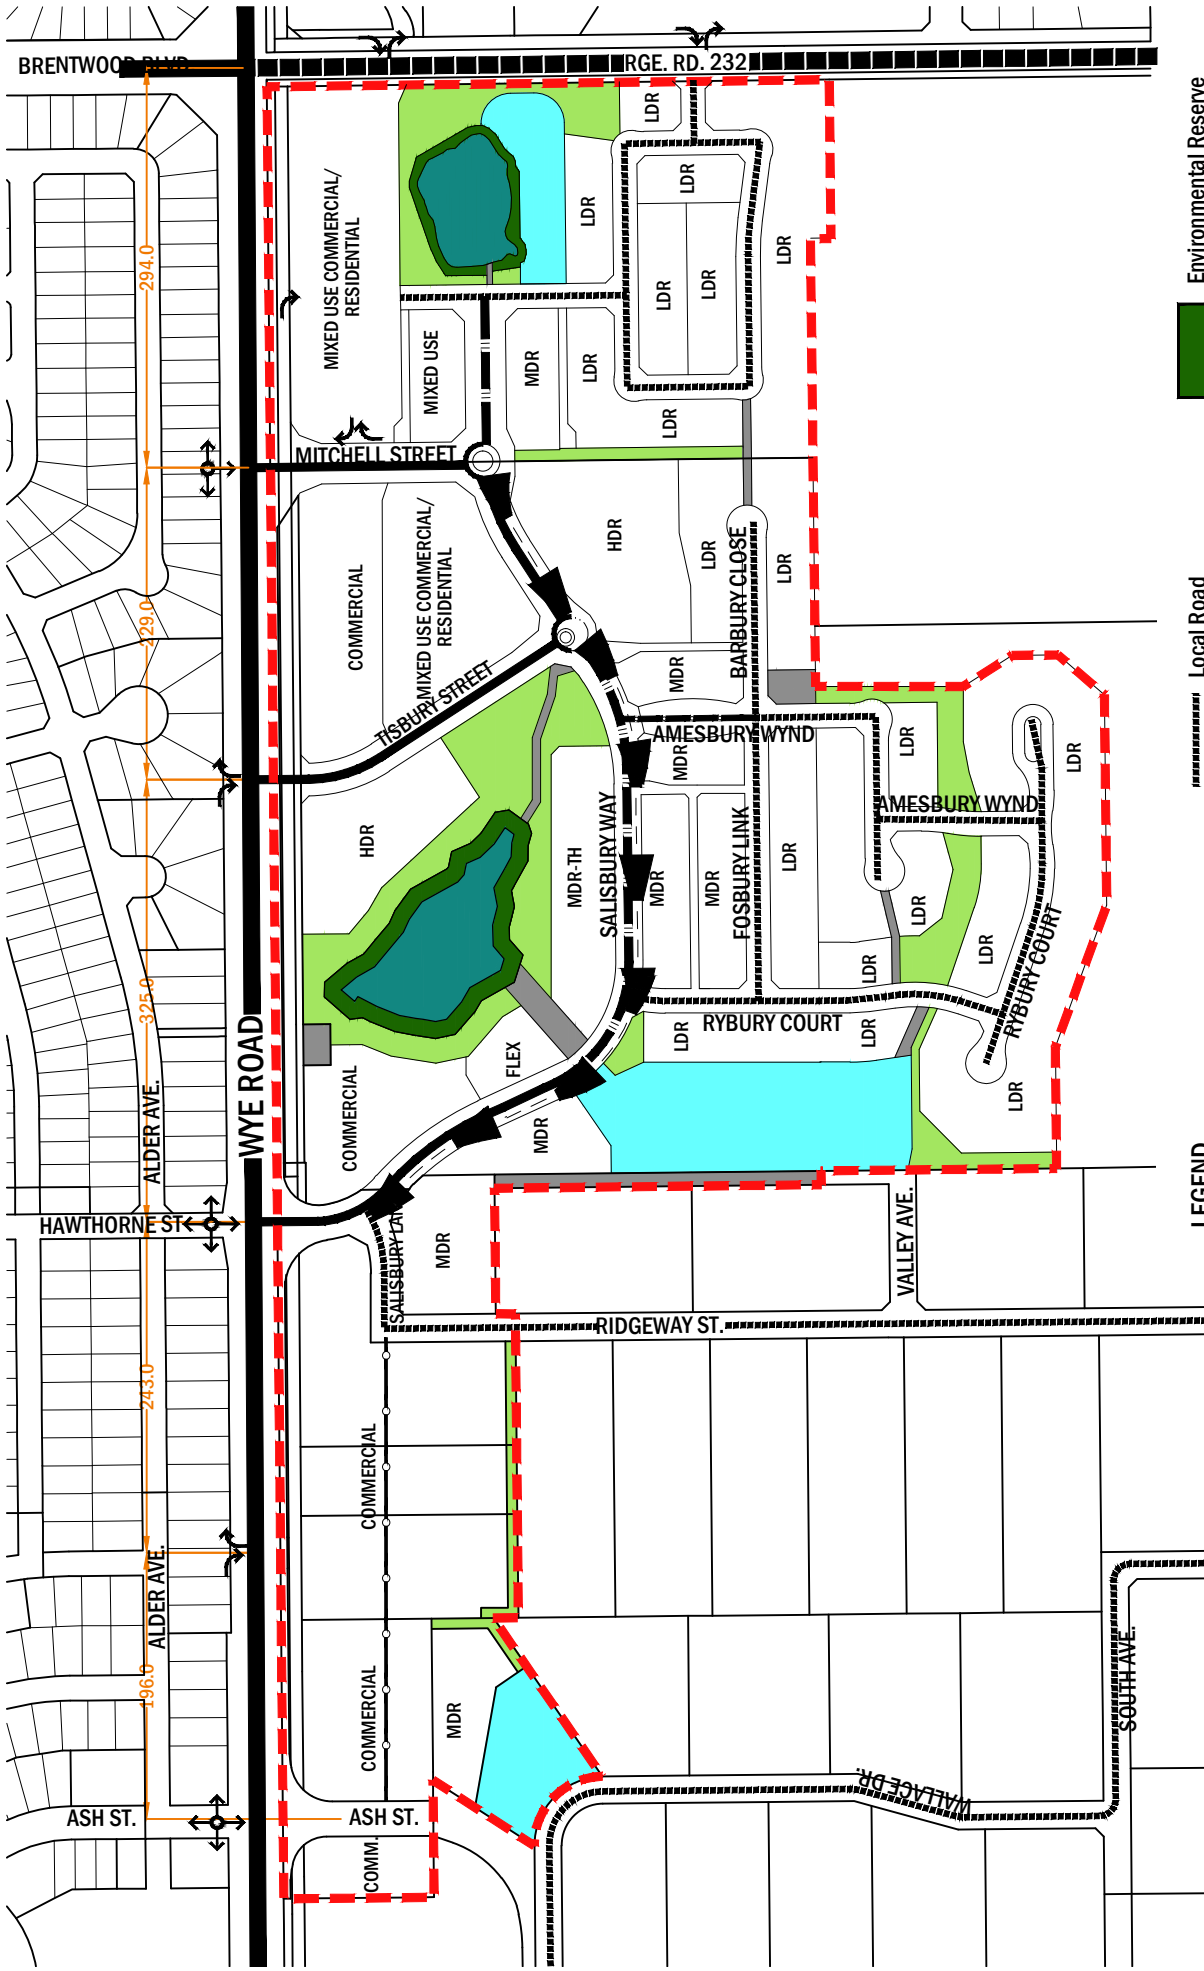 BRENTWOOD BLVD
RGE. RD. 232
LDR
LDR
LDR
LDR
LDR
LDR
MIXED USE COMMERCIAL/
RESIDENTIAL
294.0
Environmental Reserve
MIXED USE
MDR
LDR
LDR
MITCHELL STREET
COMMERCIAL
MIXED USE COMMERCIAL/
RESIDENTIAL
HDR
LDR
BARBURY CLOSE
LDR
229.0
Local Road
TISBURY STREET
MDR
AMESBURY WYND
MDR
LDR
LDR
AMESBURY WYND
HDR
MDR-TH
SALISBURY WAY
MDR
MDR
FOSBURY LINK
LDR
LDR
LDR
LDR
RYBURY COURT
325.0
WYE ROAD
ALDER AVE.
COMMERCIAL
FLEX
MDR
LDR
RYBURY COURT
LDR
LDR
LEGEND
HAWTHORNE ST.
SALISBURY LAN
MDR
VALLEY AVE.
RIDGEWAY ST.
243.0
COMMERCIAL
ALDER AVE.
196.0
COMMERCIAL
MDR
SOUTH AVE.
WALLACE DR.
ASH ST.
ASH ST.
COMM.